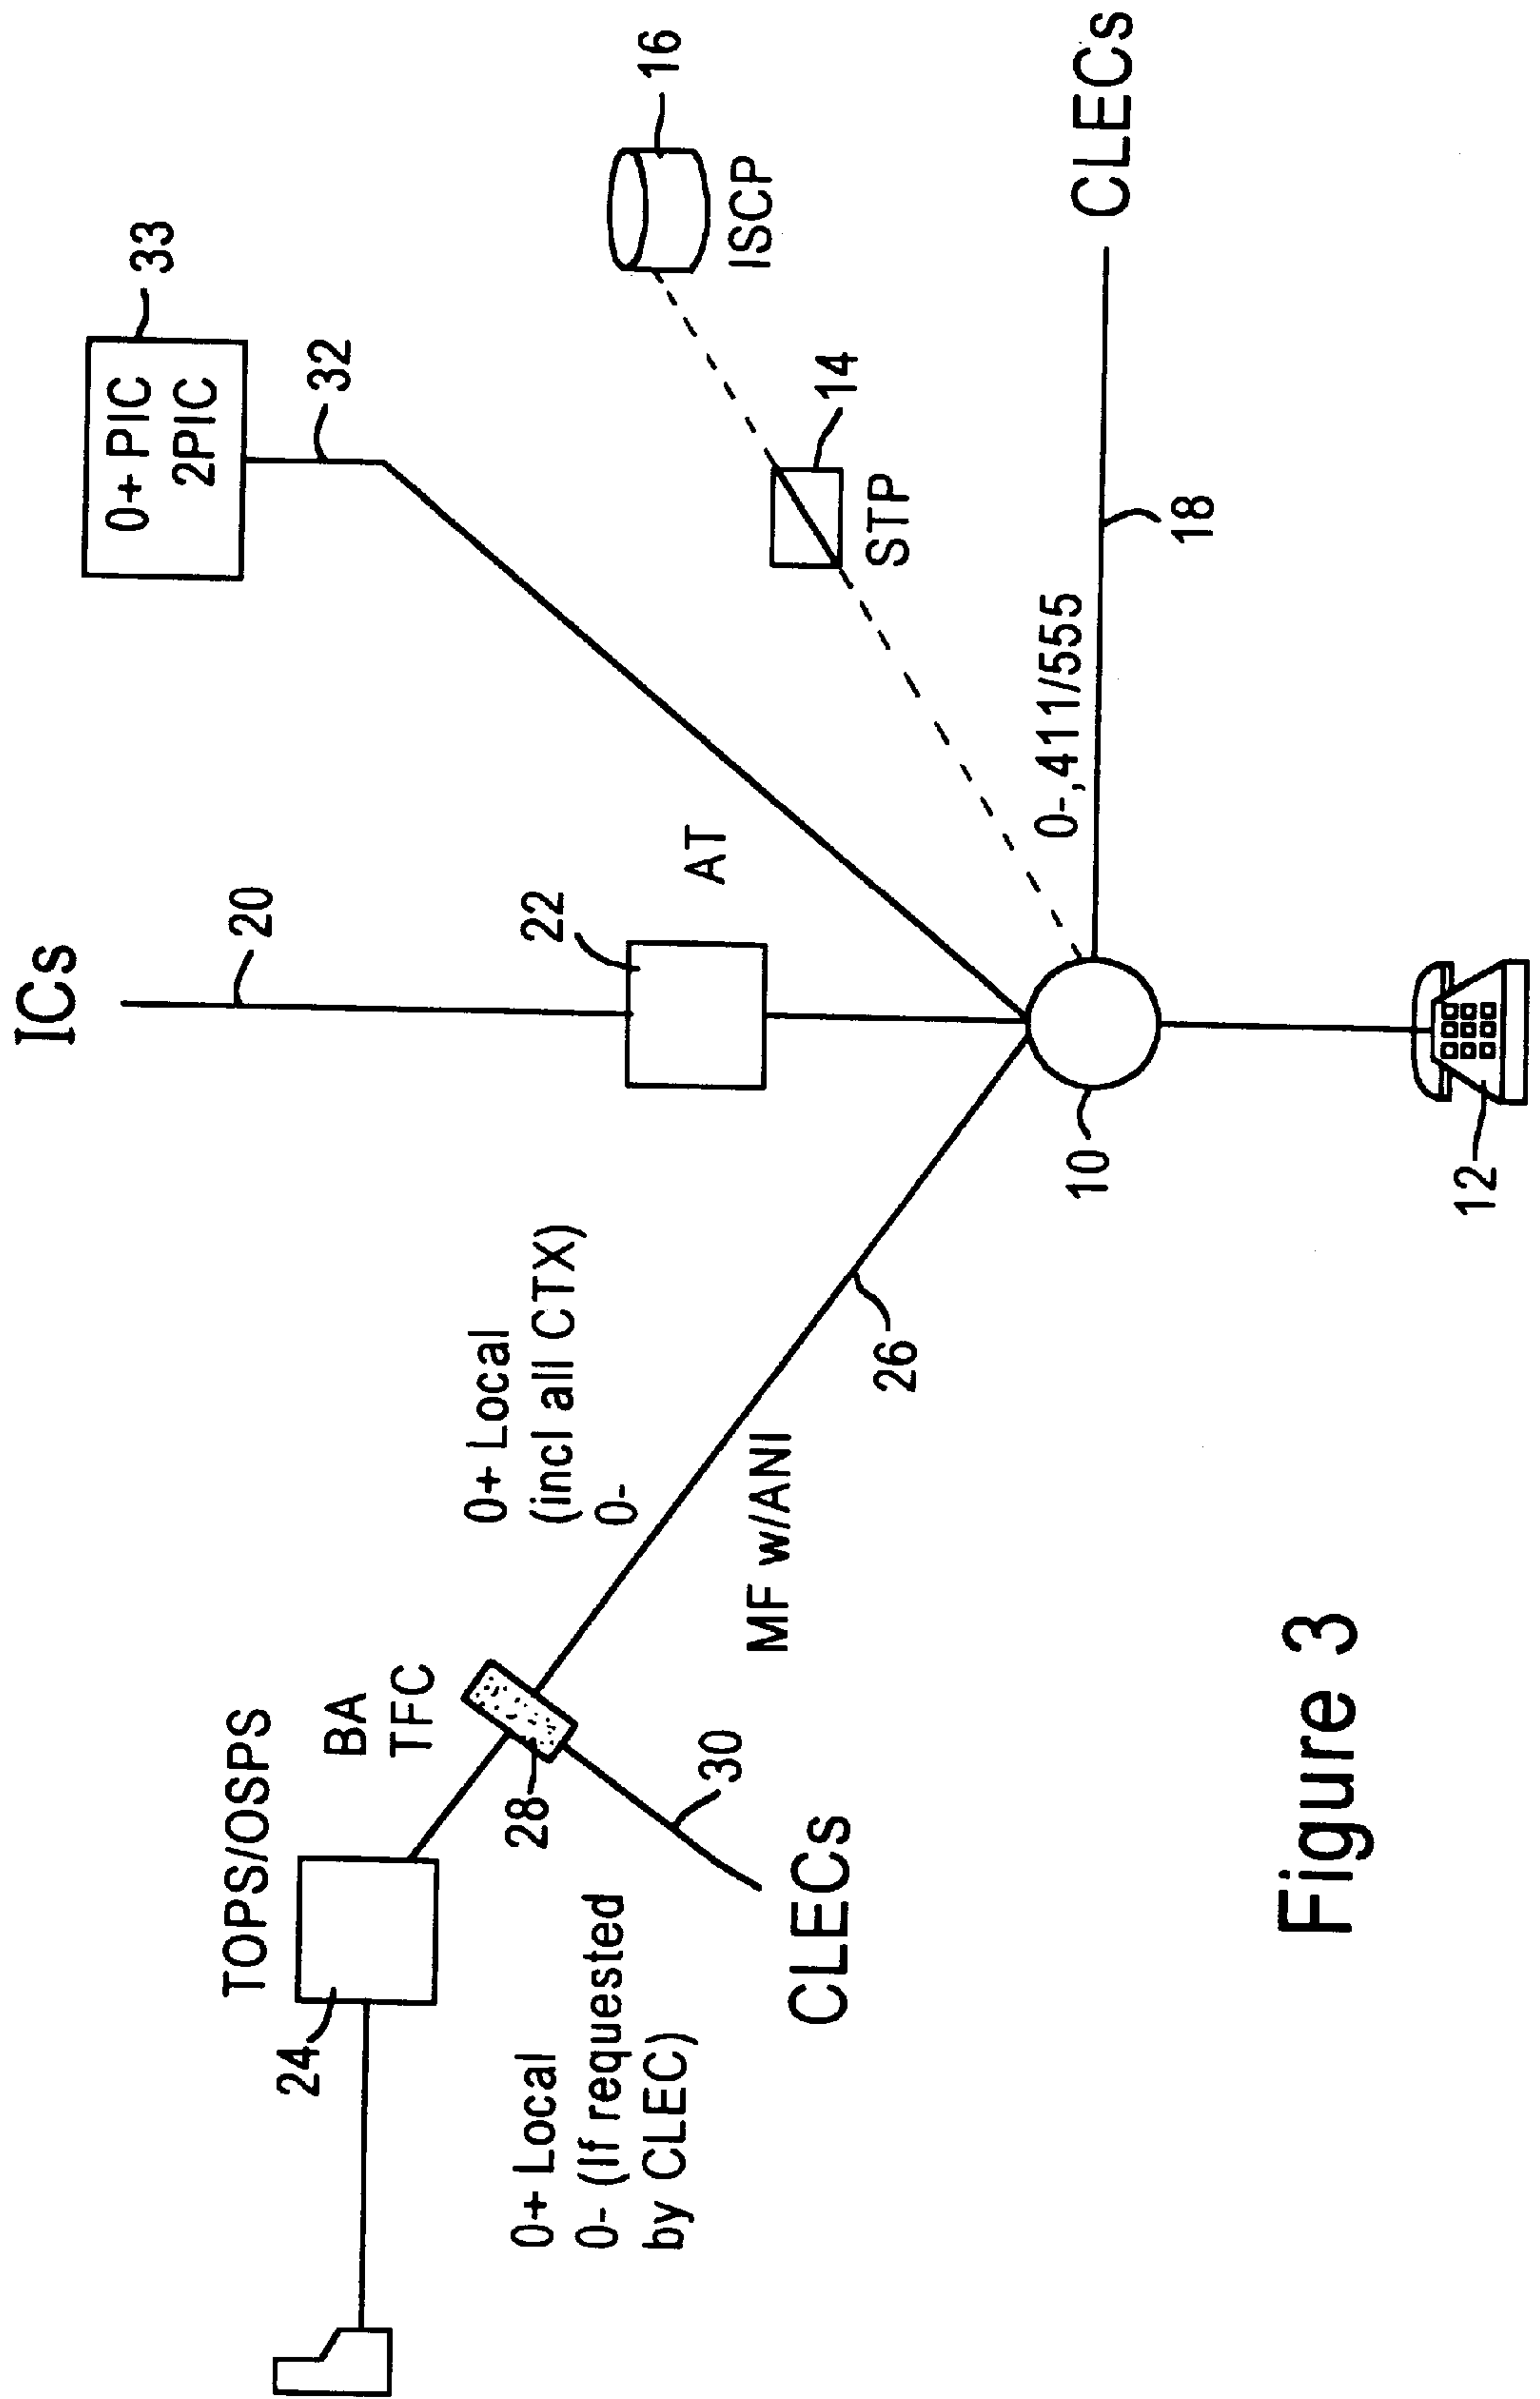 ICs
20
0+ PIC
2PIC
33
32
TOPS/OSPS
BA
TFC
24
0+ Local
(incl all CTX)
0-
22
AT
16
ISCP
14
STP
0+ Local
0- (If requested
by CLEC)
28
30
CLECs
MF w/ANI
26
10
0-,411/555
18
CLECs
12
Figure 3